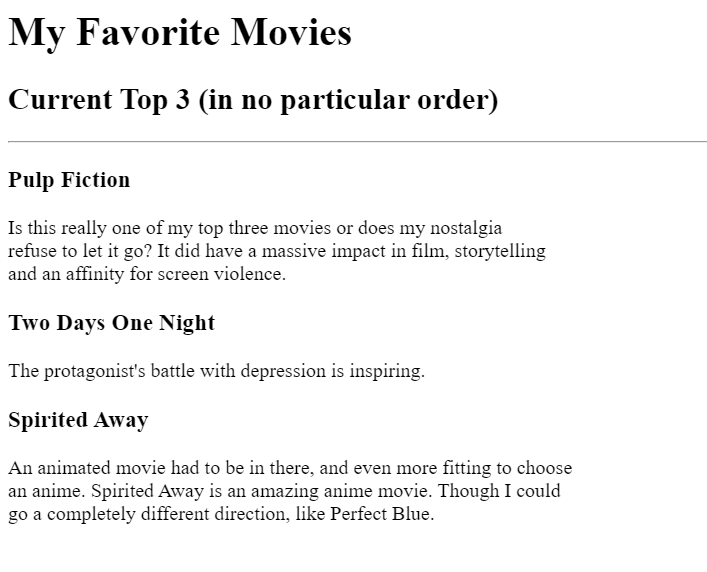 My Favorite Movies
Current Top 3 (in no particular order)
Pulp Fiction
Is this really one of my top three movies or does my nostalgia
refuse to let it go? It did have a massive impact in film, storytelling
and an affinity for screen violence.
Two Days One Night
The protagonist's battle with depression is inspiring.
Spirited Away
An animated movie had to be in there, and even more fitting to choose
an anime. Spirited Away is an amazing anime movie. Though I could
go a completely different direction, like Perfect Blue.